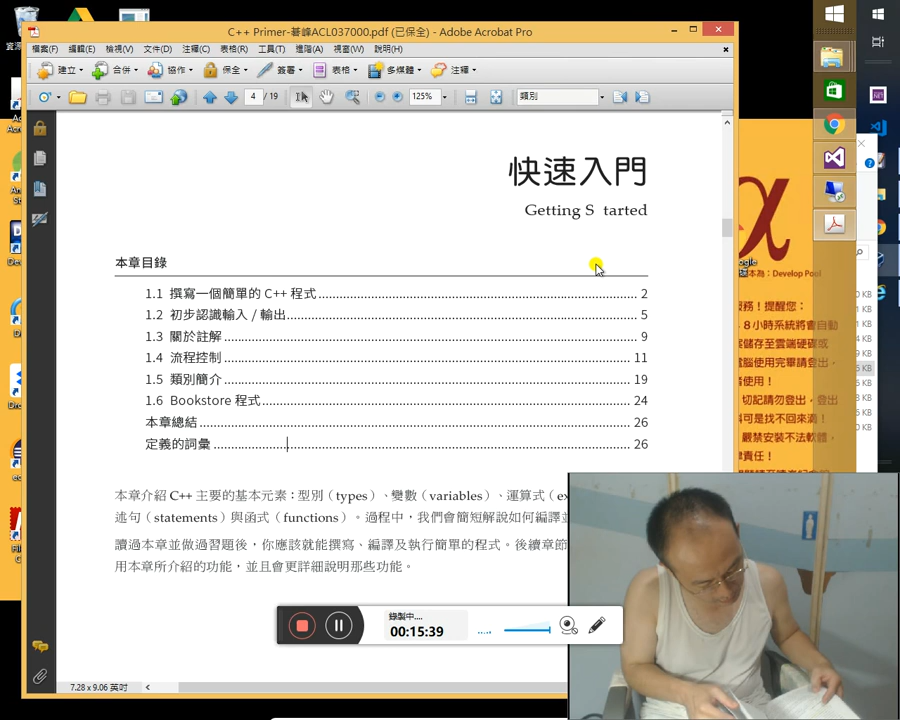 C++ Primer-碁峰ACL037000.pdf (已保全) - Adobe Acrobat Pro
檔案(F) 編輯(E) 檢視(V) 文件(D) 注釋(C) 表格(R) 工具(T) 進階(A) 視窗(W) 說明(H)
建立 合併 協作 保全 簽署 表格 多媒體 注釋
4 / 19 125% 類別
快速入門
Getting S tarted
本章目錄
1.1 撰寫一個簡單的 C++ 程式 2
1.2 初步認識輸入 / 輸出 5
1.3 關於註解 9
1.4 流程控制 11
1.5 類別簡介 19
1.6 Bookstore 程式 24
本章總結 26
定義的詞彙 26
本章介紹 C++ 主要的基本元素：型別（types）、變數（variables）、運算式（ex
述句（statements）與函式（functions）。過程中，我們會簡短解說如何編譯並
讀過本章並做過習題後，你應該就能撰寫、編譯及執行簡單的程式。後續章節
用本章所介紹的功能，並且會更詳細說明那些功能。
7.28 x 9.06 英吋
錄製中....
00:15:39
α
ogle
本為：Develop Pool
服務！提醒您：
8 小時系統將會自動
存至雲端硬碟或
電腦使用完畢請登出，
使用！
切記請勿登出，登出
料可是找不回來滴！
嚴禁安裝不法軟體，
責任！
KB